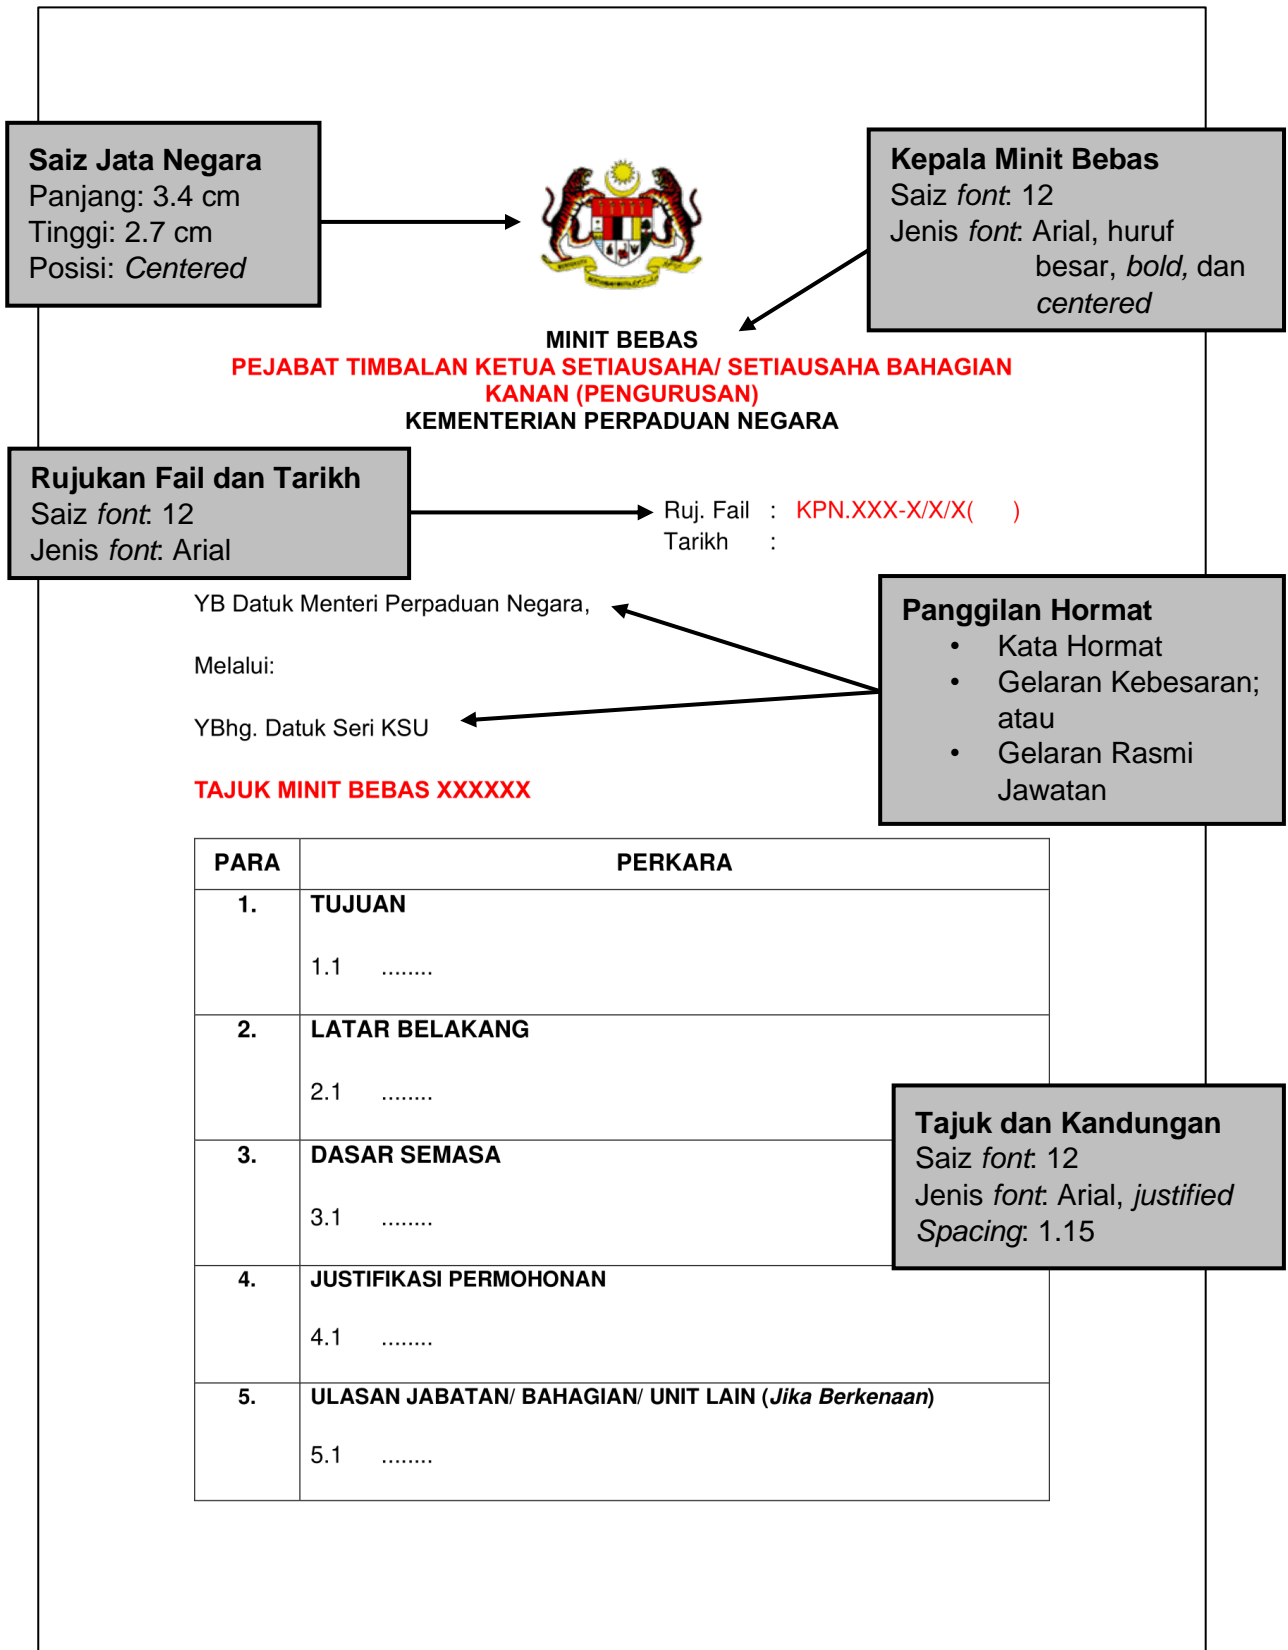 Saiz Jata Negara
Panjang: 3.4 cm
Tinggi: 2.7 cm
Posisi: Centered
Kepala Minit Bebas
Saiz font: 12
Jenis font: Arial, huruf
besar, bold, dan
centered
MINIT BEBAS
PEJABAT TIMBALAN KETUA SETIAUSAHA/ SETIAUSAHA BAHAGIAN
KANAN (PENGURUSAN)
KEMENTERIAN PERPADUAN NEGARA
Rujukan Fail dan Tarikh
Saiz font: 12
Jenis font: Arial
Ruj. Fail : KPN.XXX-X/X/X( )
Tarikh :
YB Datuk Menteri Perpaduan Negara,
Melalui:
YBhg. Datuk Seri KSU
Panggilan Hormat
• Kata Hormat
• Gelaran Kebesaran;
atau
• Gelaran Rasmi
Jawatan
TAJUK MINIT BEBAS XXXXXX
PARA PERKARA
1. TUJUAN
1.1 ........
2. LATAR BELAKANG
2.1 ........
3. DASAR SEMASA
3.1 ........
Tajuk dan Kandungan
Saiz font: 12
Jenis font: Arial, justified
Spacing: 1.15
4. JUSTIFIKASI PERMOHONAN
4.1 ........
5. ULASAN JABATAN/ BAHAGIAN/ UNIT LAIN (Jika Berkenaan)
5.1 ........